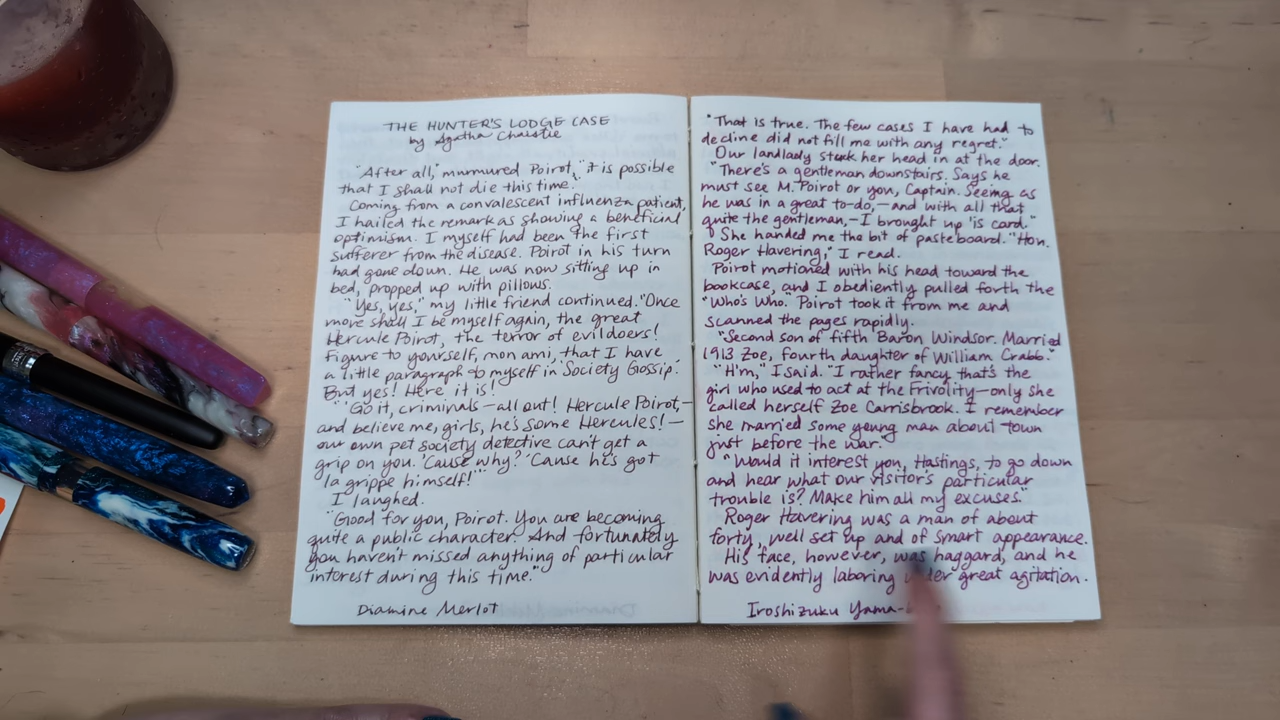 THE HUNTER'S LODGE CASE
by Agatha Christie
"After all," murmured Poirot, "it is possible
that I shall not die this time."
Coming from a convalescent influenza patient,
I hailed the remark as showing a beneficial
optimism. I myself had been the first
sufferer from the disease. Poirot in his turn
had gone down. He was now sitting up in
bed, propped up with pillows.
"Yes, yes," my little friend continued. "Once
more shall I be myself again, the great
Hercule Poirot, the terror of evildoers!
Figure to yourself, mon ami, that I have
a little paragraph to myself in Society Gossip.
But yes! Here it is!
"'Go it, criminals—all out! Hercule Poirot,—
and believe me, girls, he's some Hercules!—
our own pet society detective can't get a
grip on you. 'Cause why? 'Cause he's got
la grippe himself!'"
I laughed.
"Good for you, Poirot. You are becoming
quite a public character. And fortunately
you haven't missed anything of particular
interest during this time."
Diamine Merlot
"That is true. The few cases I have had to
decline did not fill me with any regret."
Our landlady stuck her head in at the door.
"There's a gentleman downstairs. Says he
must see M. Poirot or you, Captain. Seeing as
he was in a great to-do,—and with all that
quite the gentleman,—I brought up 'is card."
She handed me the bit of pasteboard. "Hon.
Roger Havering," I read.
Poirot motioned with his head toward the
bookcase, and I obediently pulled forth the
"Who's Who." Poirot took it from me and
scanned the pages rapidly.
"Second son of fifth Baron Windsor. Married
1913 Zoe, fourth daughter of William Crabb."
"H'm," I said. "I rather fancy that's the
girl who used to act at the Frivolity—only she
called herself Zoe Carrisbrook. I remember
she married some young man about town
just before the war."
"Would it interest you, Hastings, to go down
and hear what our visitor's particular
trouble is? Make him all my excuses."
Roger Havering was a man of about
forty, well set up and of smart appearance.
His face, however, was haggard, and he
was evidently laboring under great agitation.
Iroshizuku Yama-